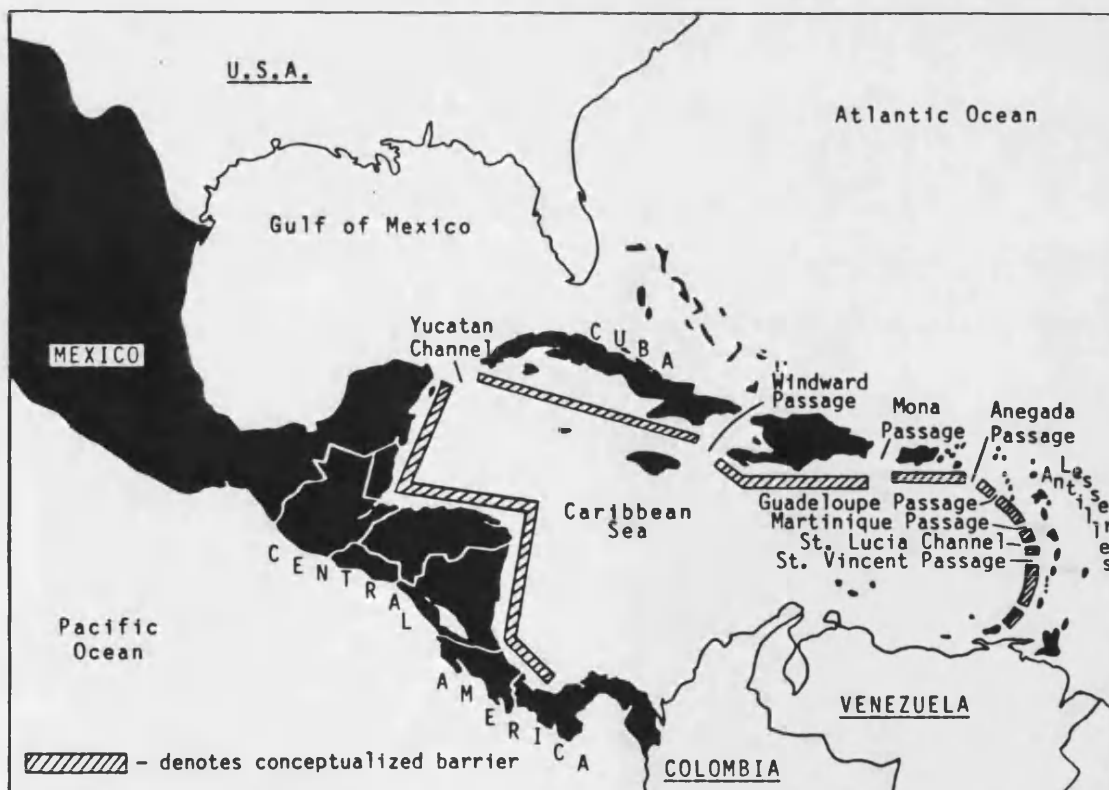 U.S.A.
Atlantic Ocean
Gulf of Mexico
Yucatan
Channel
CUBA
MEXICO
Windward
Passage
Mona
Passage
Anegada
Passage
Lesser
Antilles
Guadeloupe Passage
Martinique Passage
St. Lucia Channel
St. Vincent Passage
Caribbean
Sea
CENTRAL
AMERICA
Pacific
Ocean
VENEZUELA
COLOMBIA
- denotes conceptualized barrier